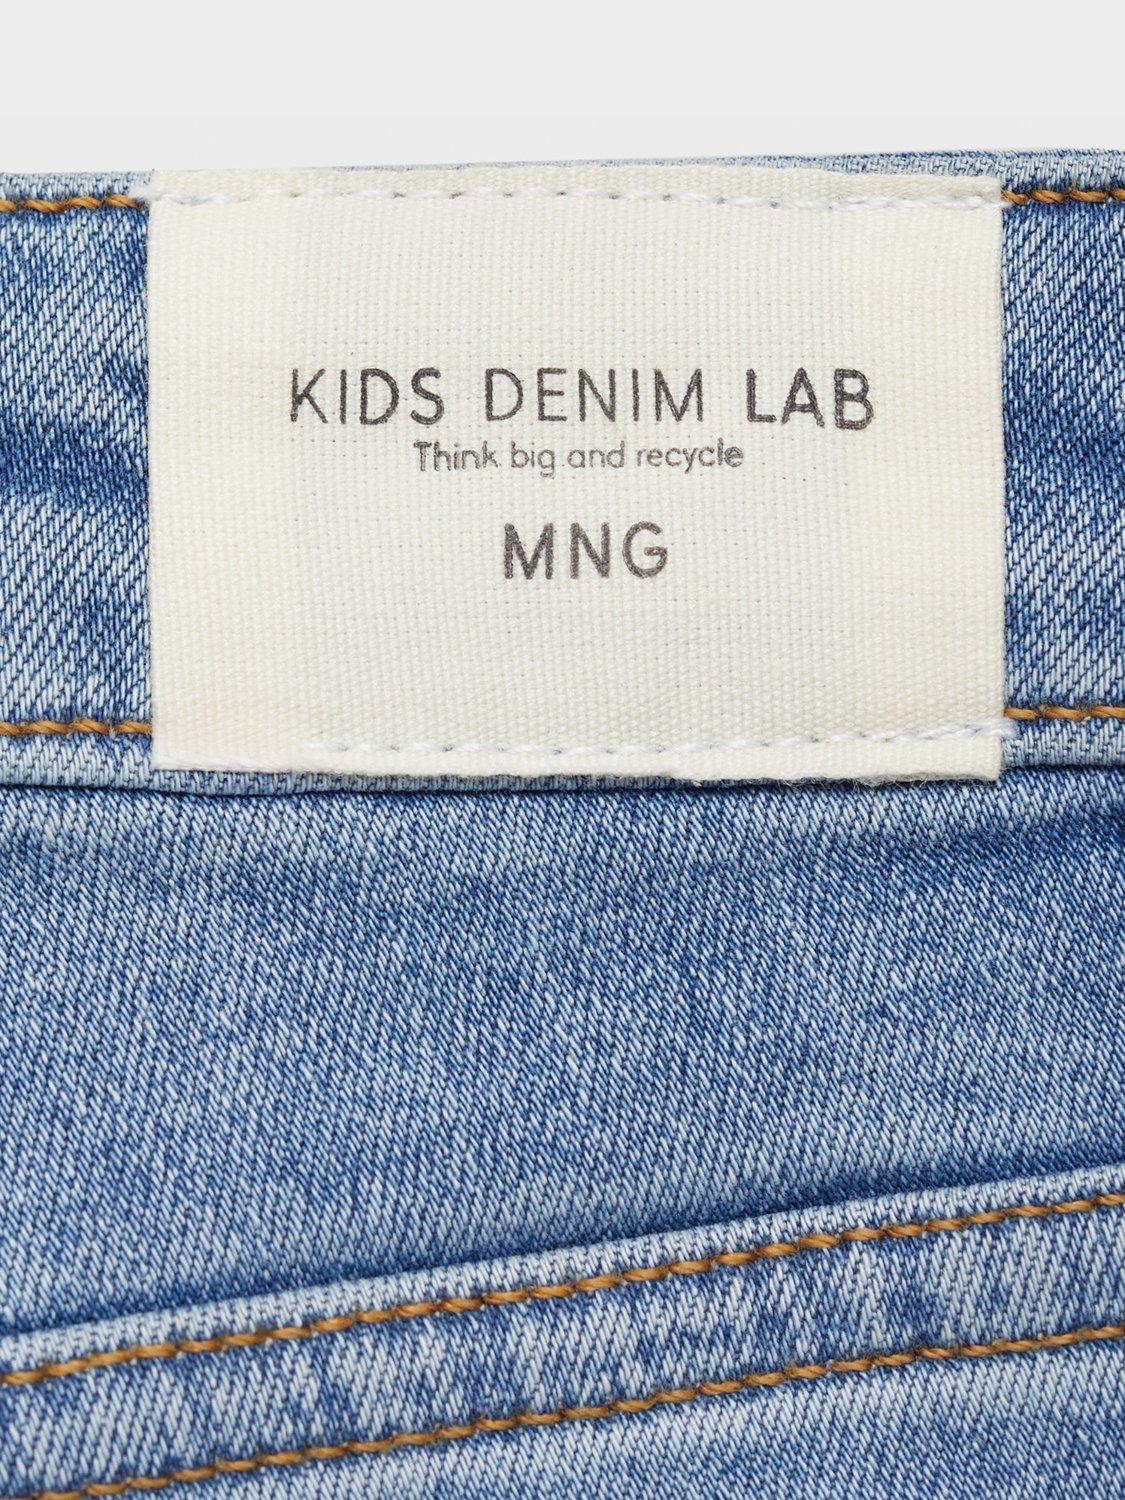 KIDS DENIM LAB
Think big and recycle
MNG